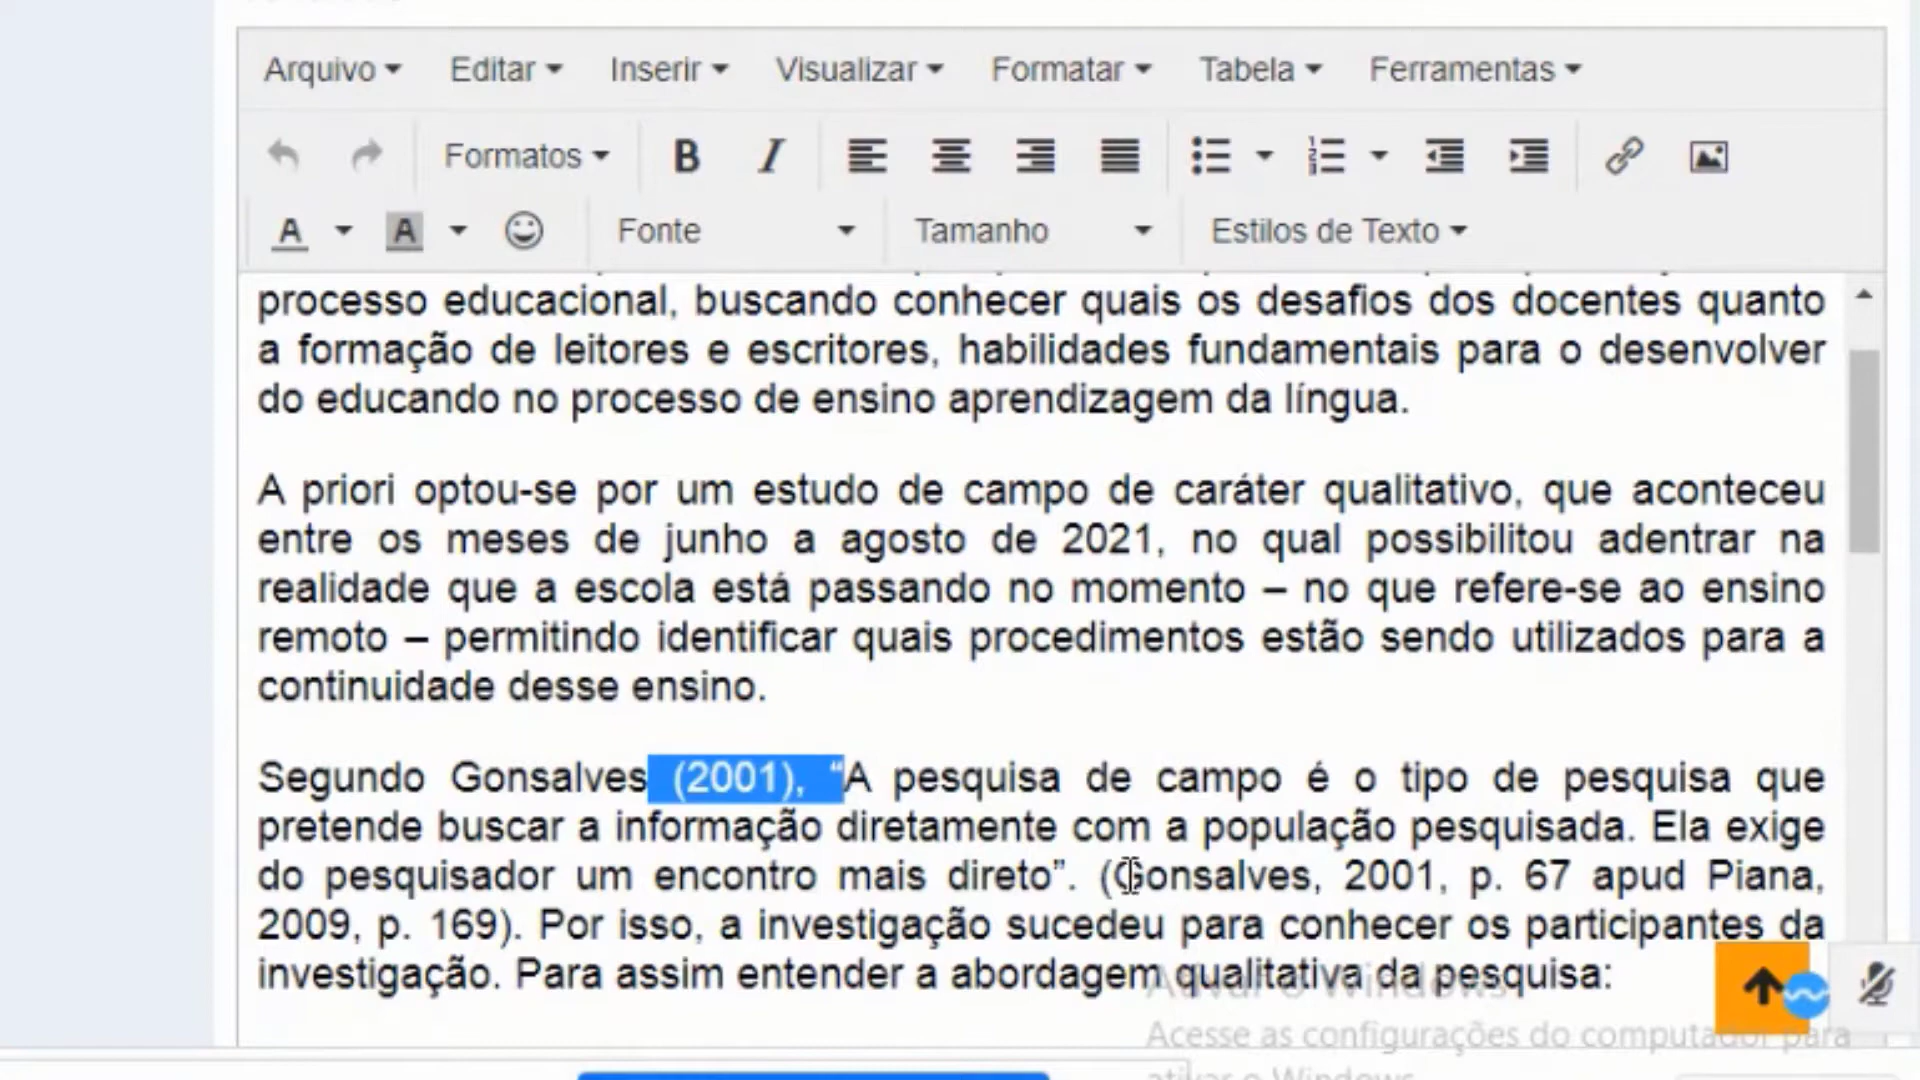 Arquivo Editar Inserir Visualizar Formatar Tabela Ferramentas
Formatos B I
A A Fonte Tamanho Estilos de Texto
processo educacional, buscando conhecer quais os desafios dos docentes quanto
a formação de leitores e escritores, habilidades fundamentais para o desenvolver
do educando no processo de ensino aprendizagem da língua.
A priori optou-se por um estudo de campo de caráter qualitativo, que aconteceu
entre os meses de junho a agosto de 2021, no qual possibilitou adentrar na
realidade que a escola está passando no momento – no que refere-se ao ensino
remoto – permitindo identificar quais procedimentos estão sendo utilizados para a
continuidade desse ensino.
Segundo Gonsalves (2001), “A pesquisa de campo é o tipo de pesquisa que
pretende buscar a informação diretamente com a população pesquisada. Ela exige
do pesquisador um encontro mais direto”. (Gonsalves, 2001, p. 67 apud Piana,
2009, p. 169). Por isso, a investigação sucedeu para conhecer os participantes da
investigação. Para assim entender a abordagem qualitativa da pesquisa:
Ativar o Windows
Acesse as configurações do computador para
ativar o Windows